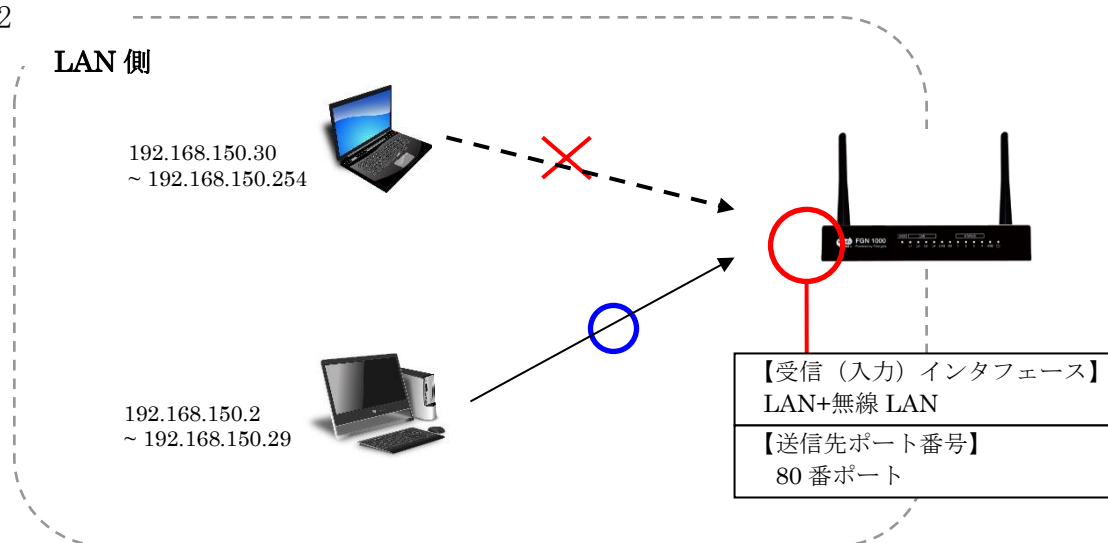 2
LAN 側
192.168.150.30
~ 192.168.150.254
FGN 1000
192.168.150.2
~ 192.168.150.29
【受信（入力）インタフェース】
LAN+無線 LAN
【送信先ポート番号】
80 番ポート